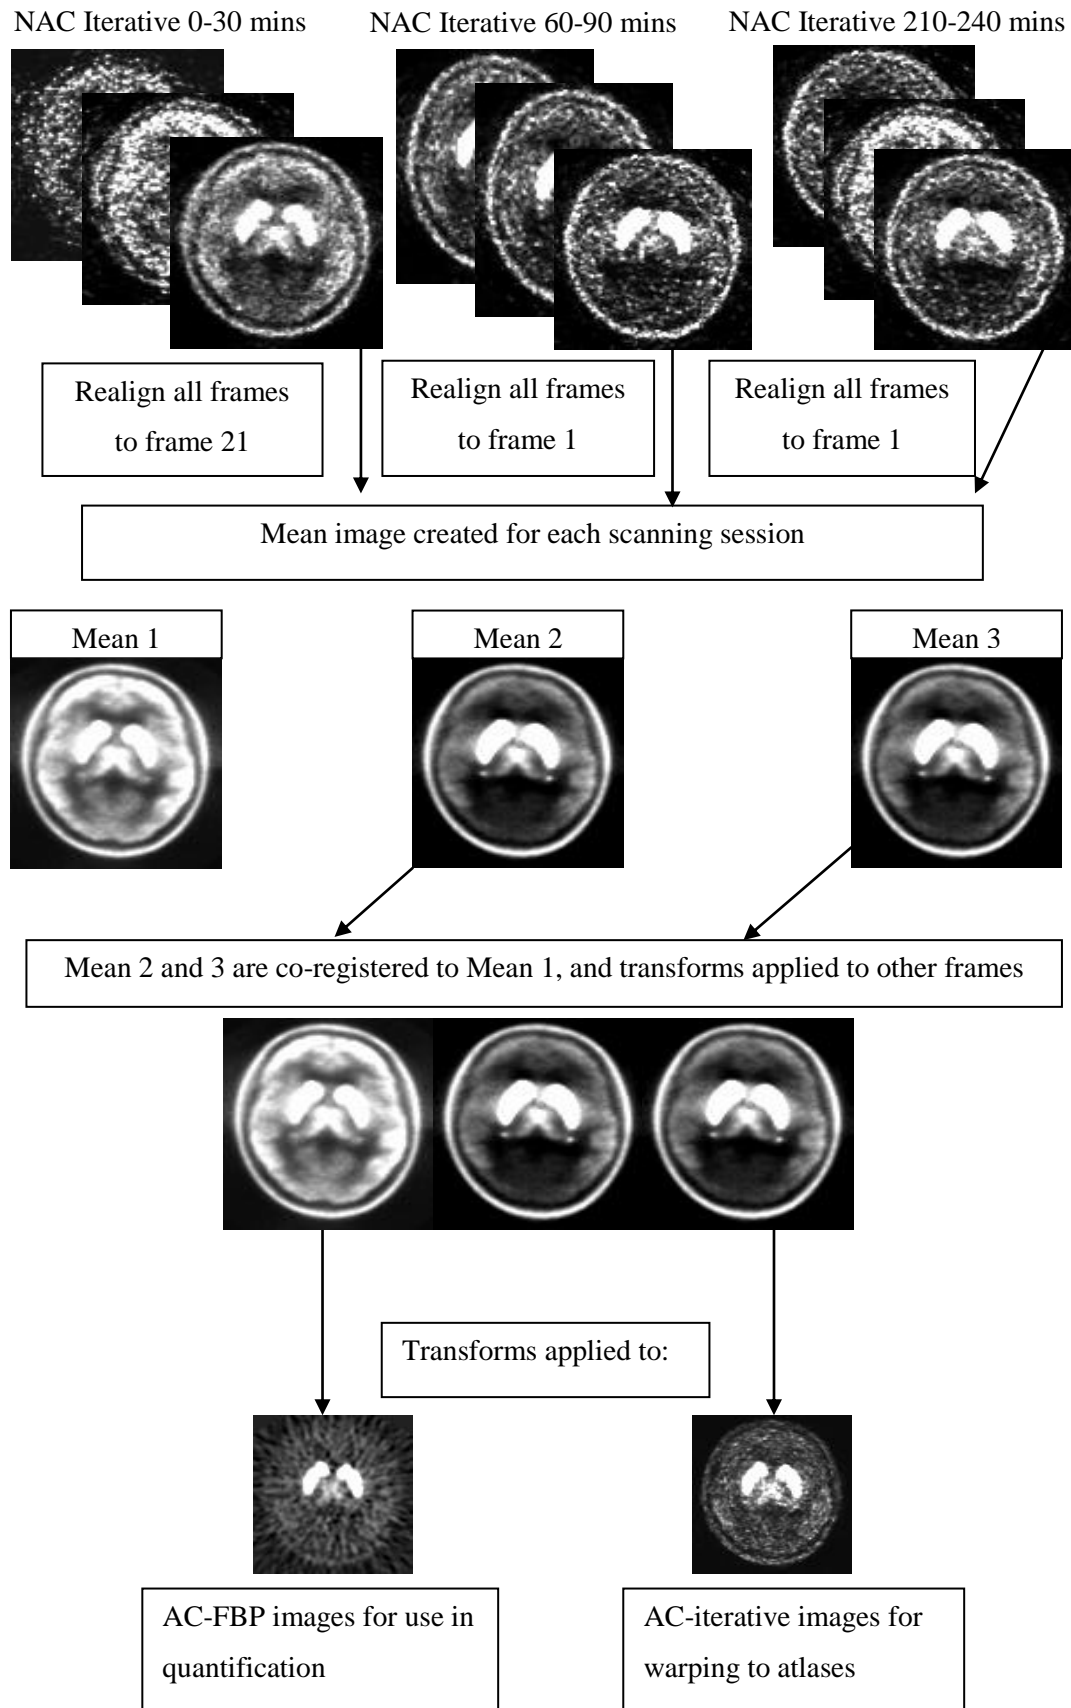 NAC Iterative 0-30 mins
NAC Iterative 60-90 mins
NAC Iterative 210-240 mins
Realign all frames
to frame 21
Realign all frames
to frame 1
Realign all frames
to frame 1
Mean image created for each scanning session
Mean 1
Mean 2
Mean 3
Mean 2 and 3 are co-registered to Mean 1, and transforms applied to other frames
Transforms applied to:
AC-FBP images for use in
quantification
AC-iterative images for
warping to atlases